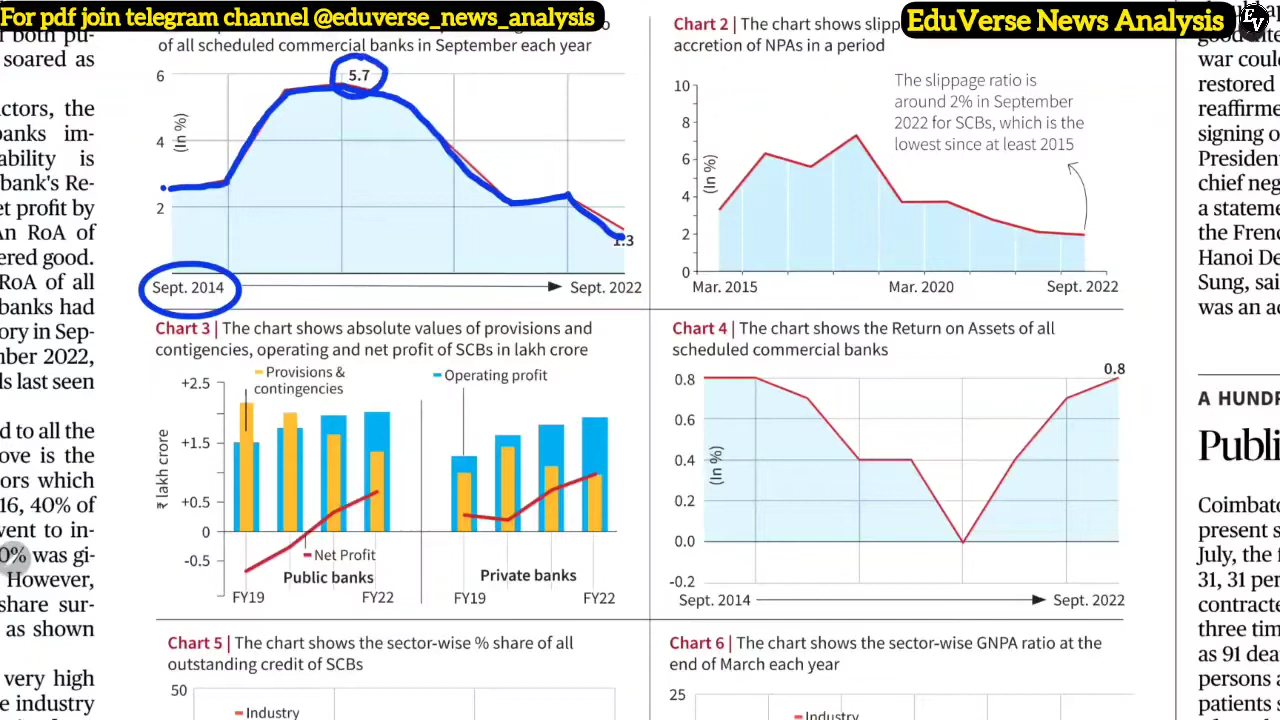 For pdf join telegram channel @eduverse_news_analysis
EduVerse News Analysis
EV
both pu-
soared as
ctors, the
banks im-
ability is
bank's Re-
et profit by
An RoA of
ered good.
RoA of all
banks had
ory in Sep-
mber 2022,
ls last seen
d to all the
ove is the
ors which
16, 40% of
vent to in-
0% was gi-
However,
share sur-
as shown
very high
e industry
of all scheduled commercial banks in September each year
6
4
2
(In %)
5.7
1.3
Sept. 2014
Sept. 2022
Chart 2 | The chart shows slipp
accretion of NPAs in a period
10
8
6
4
2
0
(In %)
The slippage ratio is
around 2% in September
2022 for SCBs, which is the
lowest since at least 2015
Mar. 2015
Mar. 2020
Sept. 2022
Chart 3 | The chart shows absolute values of provisions and
contigencies, operating and net profit of SCBs in lakh crore
Provisions &
contingencies
Operating profit
+2.5
+1.5
+0.5
0
-0.5
₹ lakh crore
Net Profit
Public banks
Private banks
FY19
FY22
FY19
FY22
Chart 4 | The chart shows the Return on Assets of all
scheduled commercial banks
0.8
0.8
0.6
0.4
0.2
0.0
-0.2
(In %)
Sept. 2014
Sept. 2022
Chart 5 | The chart shows the sector-wise % share of all
outstanding credit of SCBs
50
Industry
Chart 6 | The chart shows the sector-wise GNPA ratio at the
end of March each year
25
Industry
war coul
restored
reaffirme
signing o
President
chief neg
a stateme
the Frenc
Hanoi De
Sung, sai
was an ac
A HUNDR
Publi
Coimbato
present s
July, the f
31, 31 per
contracte
three tim
as 91 dea
persons a
patients s